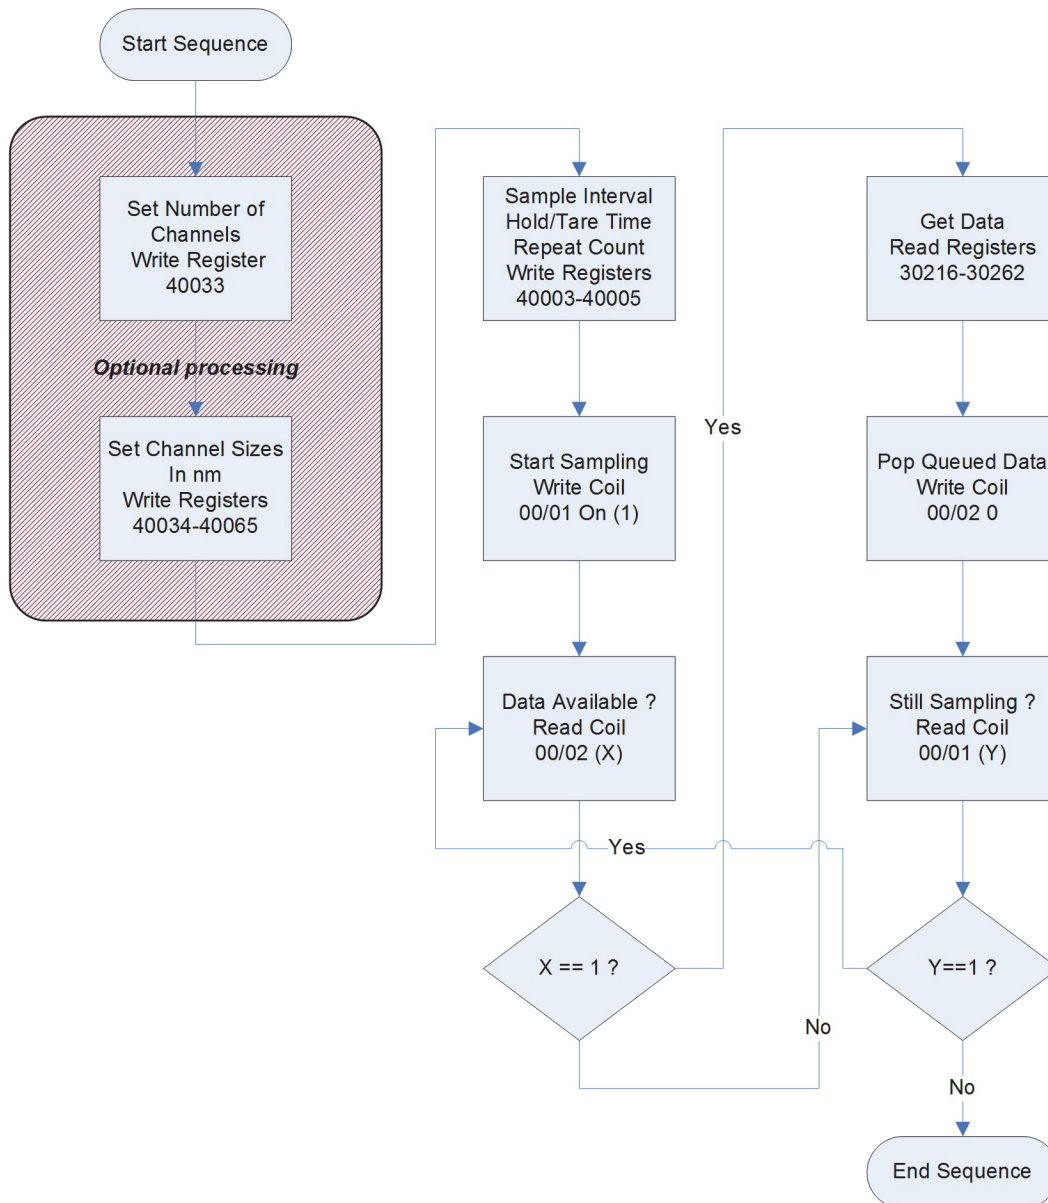 Start Sequence
Set Number of
Channels
Write Register
40033
Optional processing
Set Channel Sizes
In nm
Write Registers
40034-40065
Sample Interval
Hold/Tare Time
Repeat Count
Write Registers
40003-40005
Start Sampling
Write Coil
00/01 On (1)
Data Available ?
Read Coil
00/02 (X)
X == 1 ?
Yes
Get Data
Read Registers
30216-30262
Pop Queued Data
Write Coil
00/02 0
Still Sampling ?
Read Coil
00/01 (Y)
Yes
Y==1 ?
No
No
End Sequence